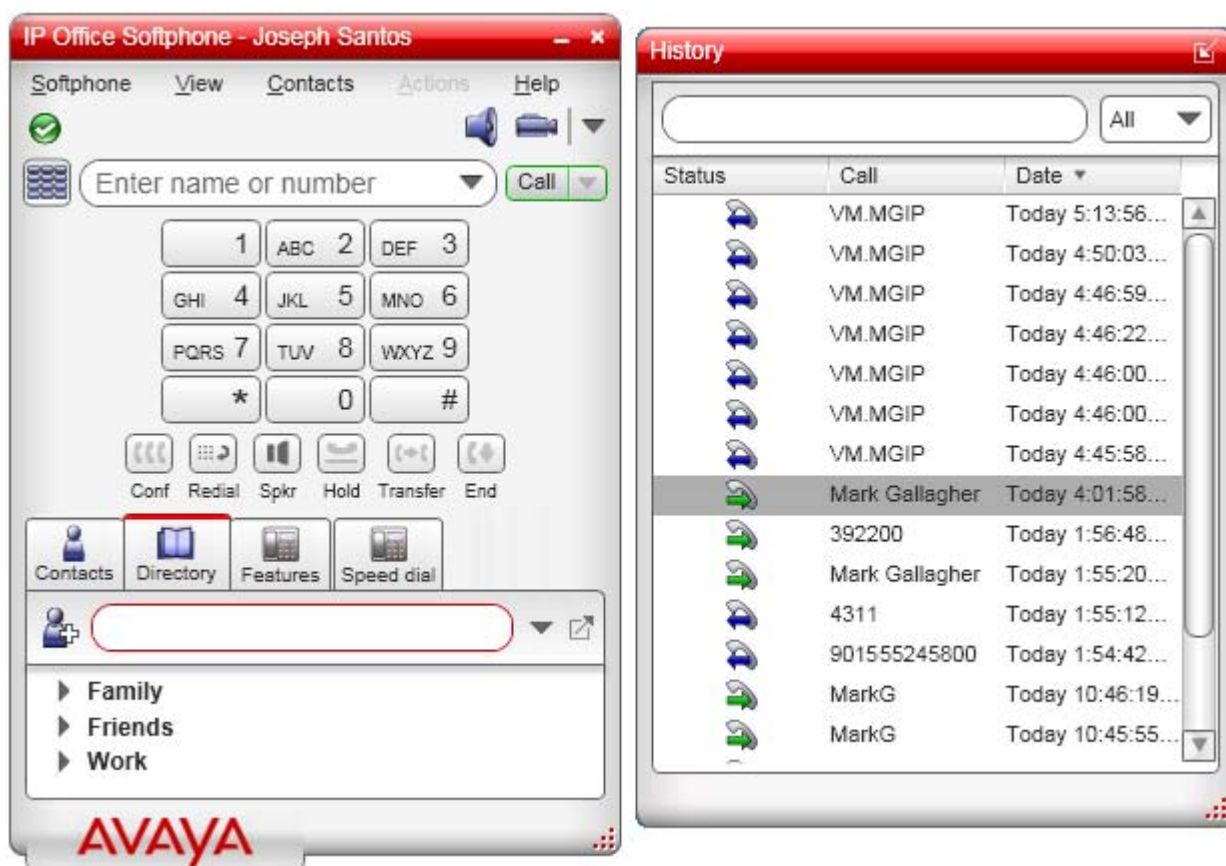 IP Office Softphone - Joseph Santos
Softphone View Contacts Actions Help
Enter name or number Call
1 ABC 2 DEF 3
GHI 4 JKL 5 MNO 6
PQRS 7 TUV 8 WXYZ 9
* 0 #
Conf Redial Spkr Hold Transfer End
Contacts Directory Features Speed dial
Family
Friends
Work
AVAYA
History
All
Status Call Date
VM.MGIP Today 5:13:56...
VM.MGIP Today 4:50:03...
VM.MGIP Today 4:46:59...
VM.MGIP Today 4:46:22...
VM.MGIP Today 4:46:00...
VM.MGIP Today 4:46:00...
VM.MGIP Today 4:45:58...
Mark Gallagher Today 4:01:58...
392200 Today 1:56:48...
Mark Gallagher Today 1:55:20...
4311 Today 1:55:12...
901555245800 Today 1:54:42...
MarkG Today 10:46:19...
MarkG Today 10:45:55...